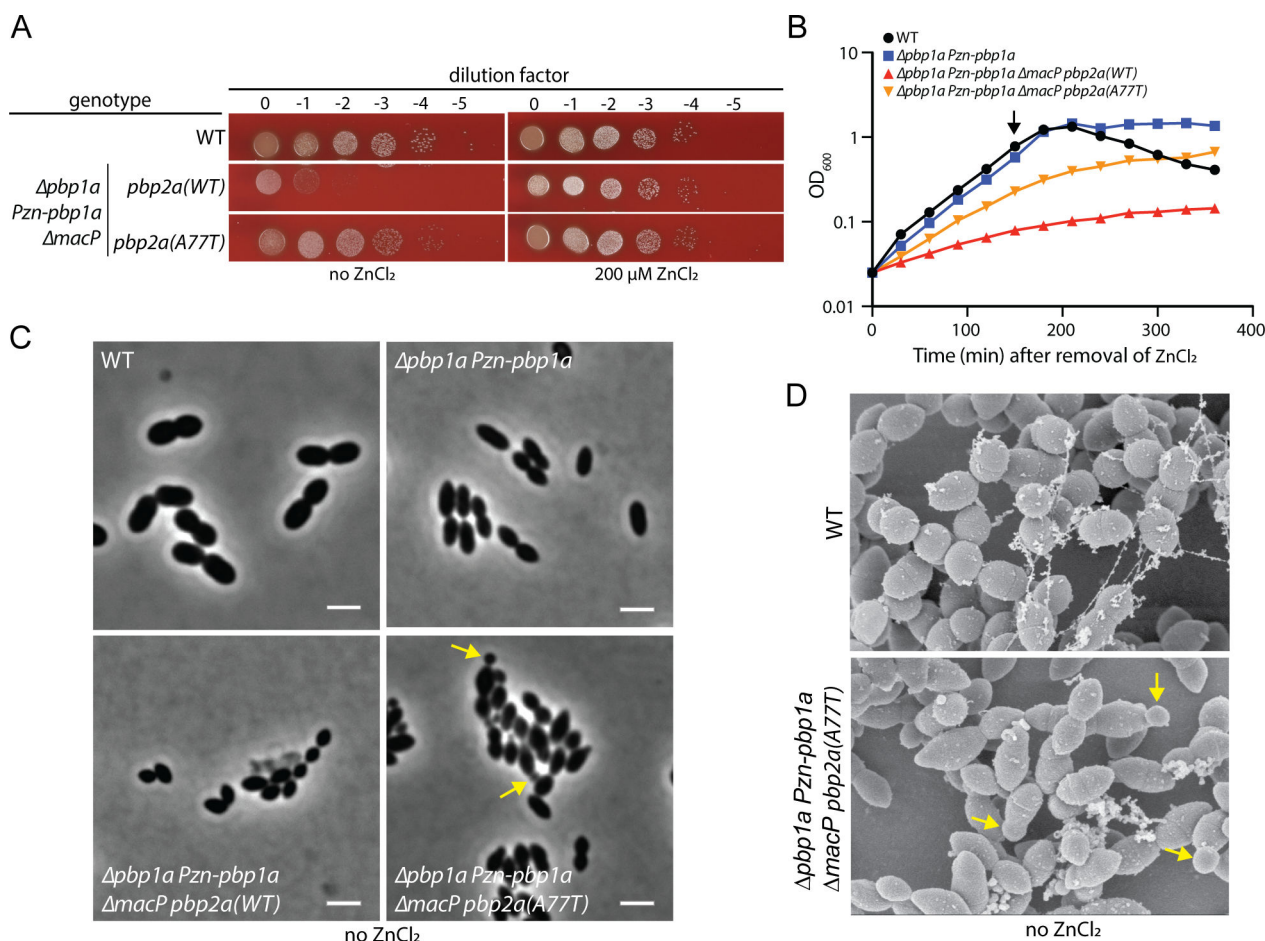 A
dilution factor
genotype
0 -1 -2 -3 -4 -5 0 -1 -2 -3 -4 -5
WT
Δpbp1a
Pzn-pbp1a
ΔmacP
pbp2a(WT)
pbp2a(A77T)
no ZnCl₂ 200 µM ZnCl₂
B
WT
Δpbp1a Pzn-pbp1a
Δpbp1a Pzn-pbp1a ΔmacP pbp2a(WT)
Δpbp1a Pzn-pbp1a ΔmacP pbp2a(A77T)
10
1
0.1
0.01
OD₆₀₀
0 100 200 300 400
Time (min) after removal of ZnCl₂
C
WT
Δpbp1a Pzn-pbp1a
Δpbp1a Pzn-pbp1a
ΔmacP pbp2a(WT)
Δpbp1a Pzn-pbp1a
ΔmacP pbp2a(A77T)
no ZnCl₂
D
WT
Δpbp1a Pzn-pbp1a
ΔmacP pbp2a(A77T)
no ZnCl₂